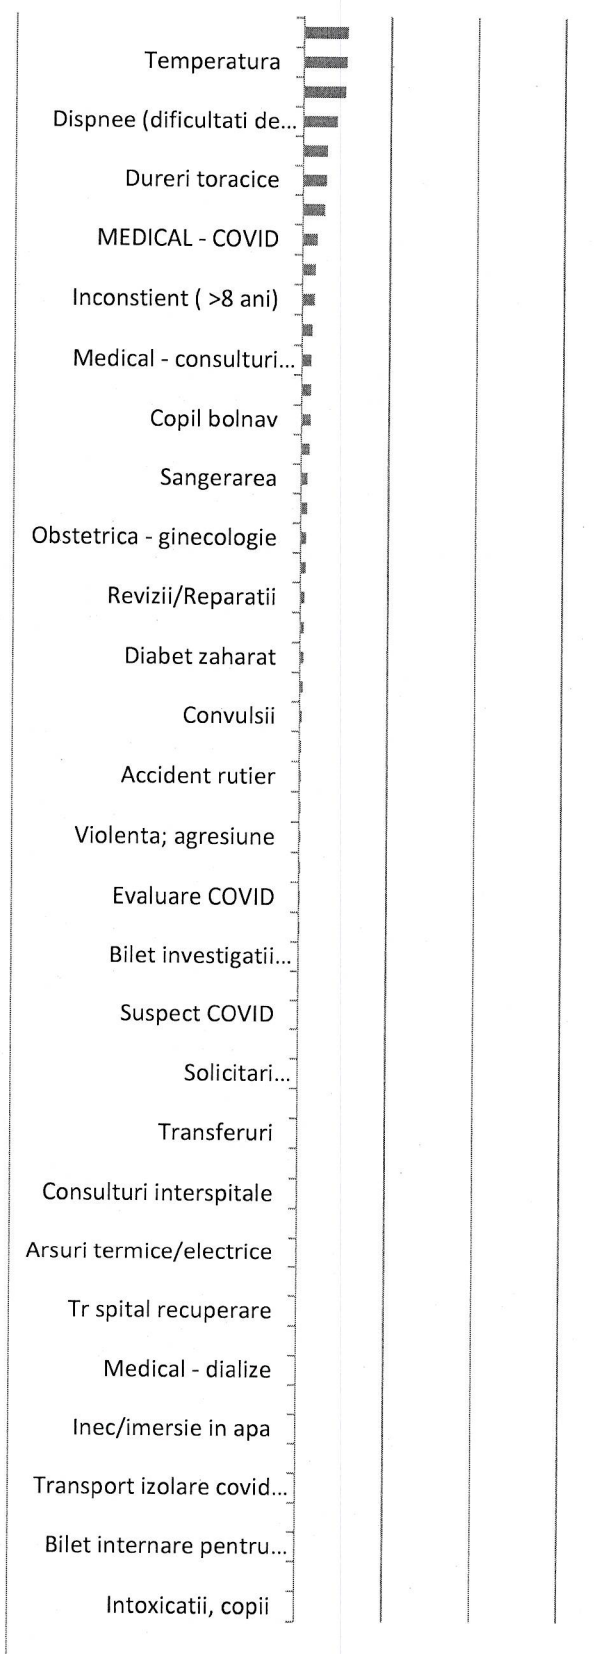 Temperatura
Dispnee (dificultati de...
Dureri toracice
MEDICAL - COVID
Inconstient ( >8 ani)
Medical - consulturi...
Copil bolnav
Sangerarea
Obstetrica - ginecologie
Revizii/Reparatii
Diabet zaharat
Convulsii
Accident rutier
Violenta; agresiune
Evaluare COVID
Bilet investigatii...
Suspect COVID
Solicitari...
Transferuri
Consulturi interspitale
Arsuri termice/electrice
Tr spital recuperare
Medical - dialize
Inec/imersie in apa
Transport izolare covid...
Bilet internare pentru...
Intoxicatii, copii